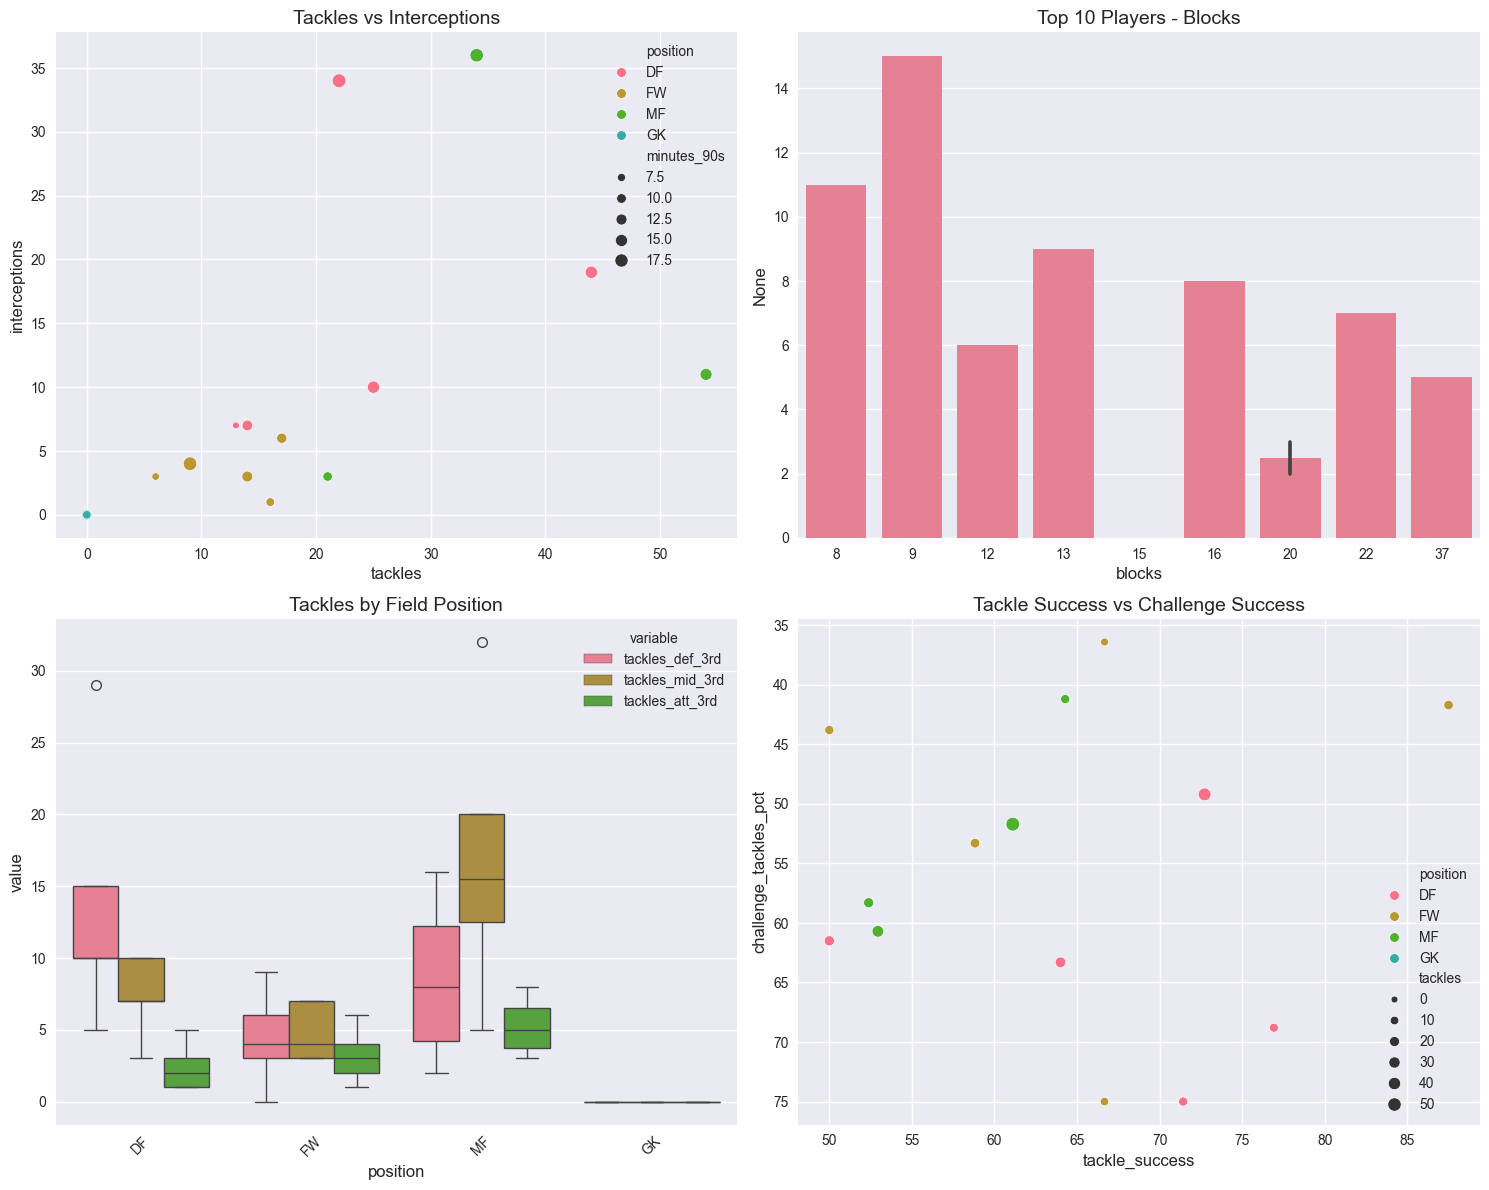 Tackles vs Interceptions
interceptions
35
30
25
20
15
10
5
0
0 10 20 30 40 50
tackles
position
DF
FW
MF
GK
minutes_90s
7.5
10.0
12.5
15.0
17.5
Top 10 Players - Blocks
None
14
12
10
8
6
4
2
0
8 9 12 13 15 16 20 22 37
blocks
Tackles by Field Position
value
30
25
20
15
10
5
0
DF FW MF GK
position
variable
tackles_def_3rd
tackles_mid_3rd
tackles_att_3rd
Tackle Success vs Challenge Success
challenge_tackles_pct
35
40
45
50
55
60
65
70
75
50 55 60 65 70 75 80 85
tackle_success
position
DF
FW
MF
GK
tackles
0
10
20
30
40
50